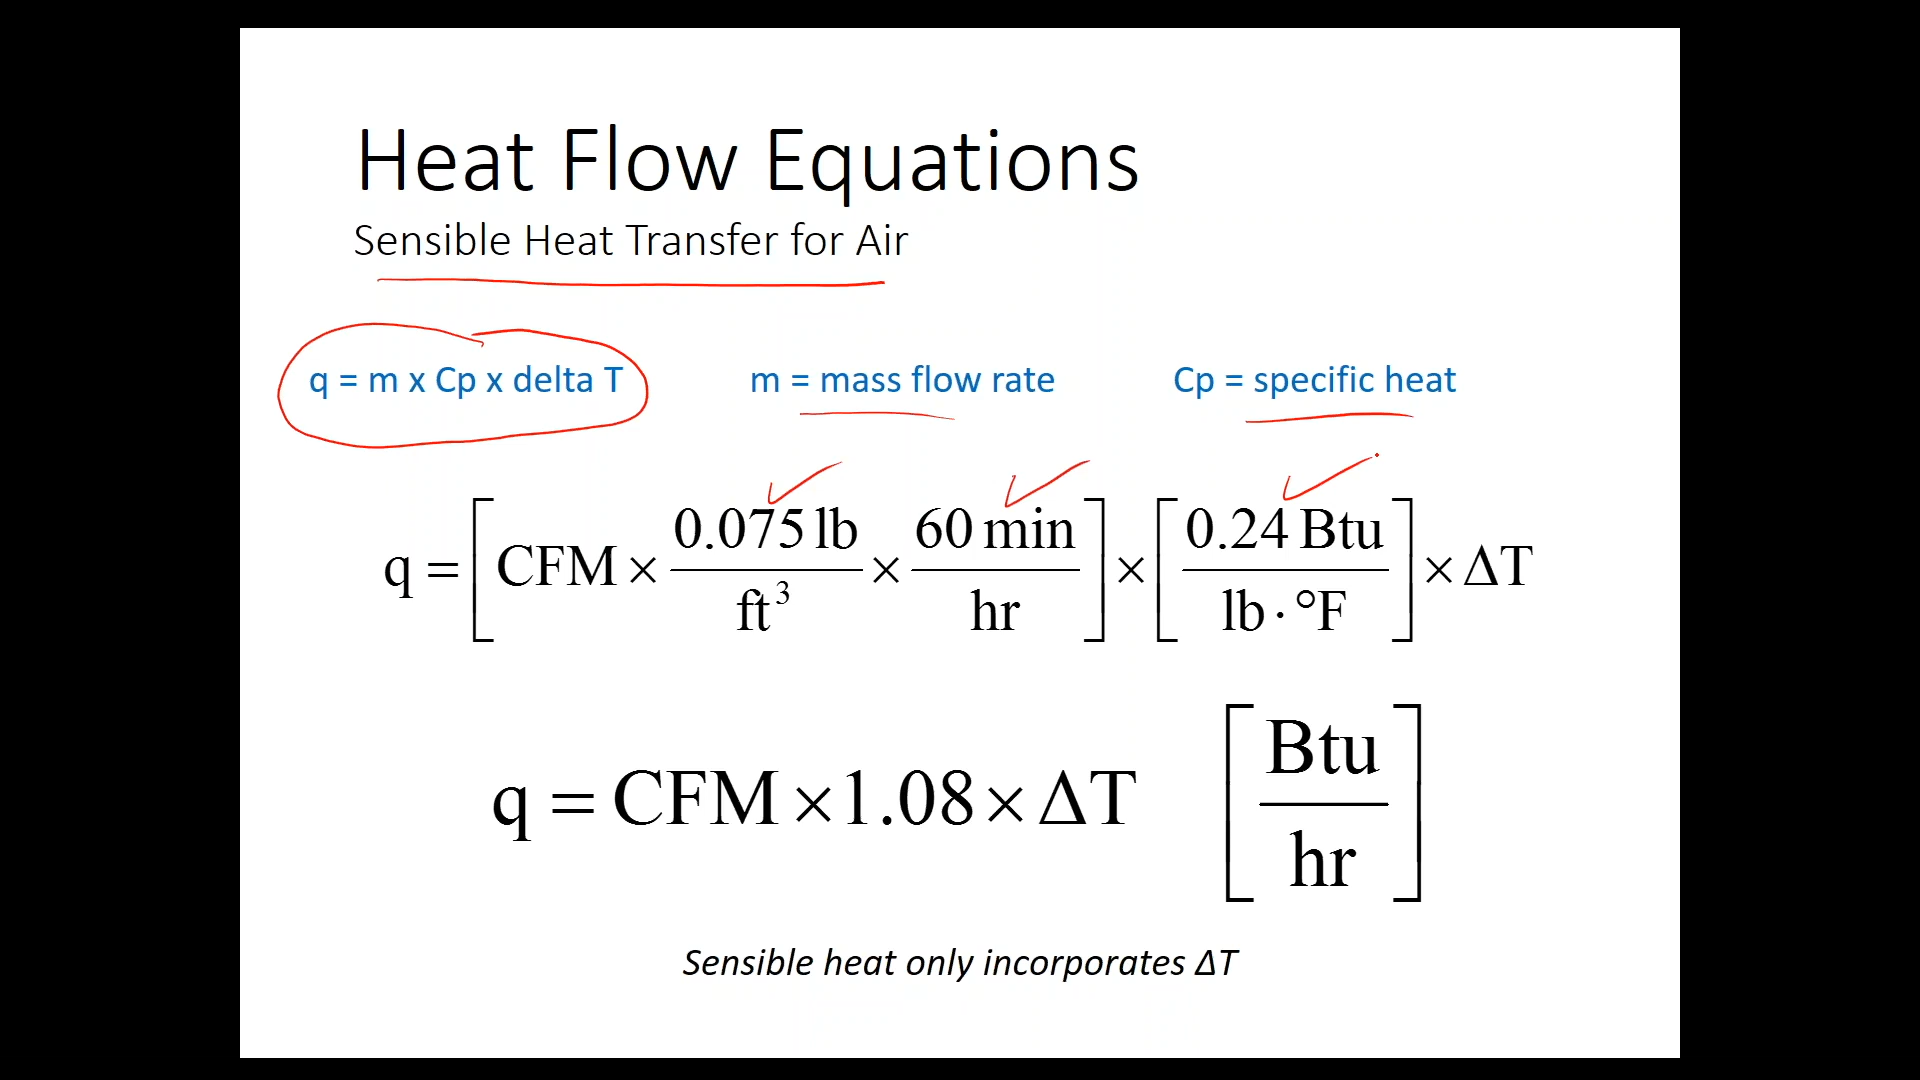 Heat Flow Equations
Sensible Heat Transfer for Air
q = m x Cp x delta T m = mass flow rate Cp = specific heat
q = [CFM × 0.075 lb / ft³ × 60 min / hr] × [0.24 Btu / lb · °F] × ΔT
q = CFM × 1.08 × ΔT [Btu / hr]
Sensible heat only incorporates ΔT